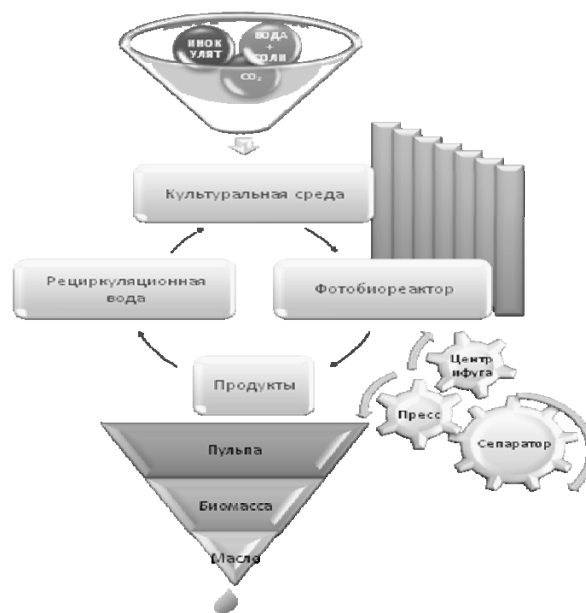 ИНОК
УЛЯТ
ВОДА
+
СОЛИ
CO₂
Культуральная среда
Рециркуляционная
вода
Фотобиореактор
Продукты
Центр
ифуга
Пресс
Сепаратор
Пульпа
Биомасса
Масло